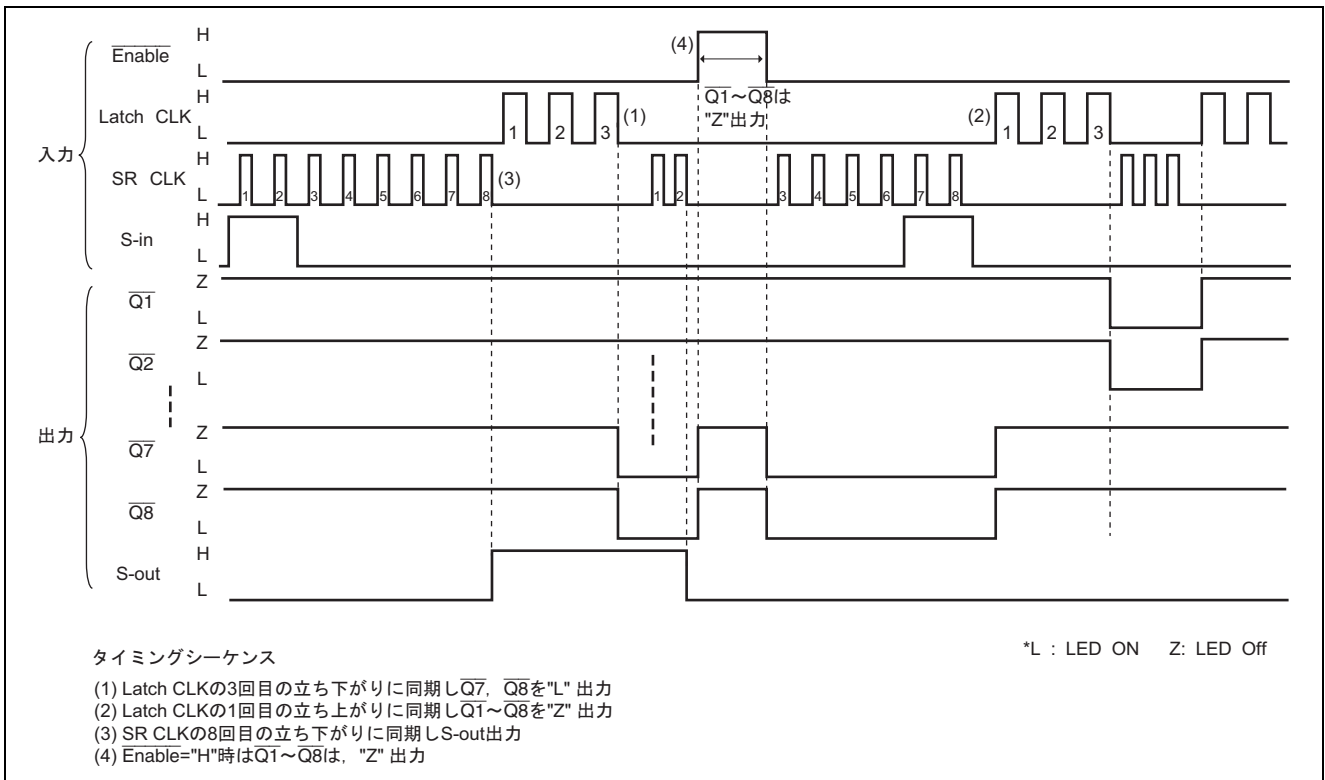 H
(4)
Enable
L
H
Q1～Q8は
Latch CLK
"Z"出力
L
1 2 3
(1)
(2)
1 2 3
入力
H
SR CLK
L
1 2 3 4 5 6 7 8
(3)
1 2
3 4 5 6 7 8
H
S-in
L
Z
Q1
L
Z
Q2
L
出力
Z
Q7
L
Z
Q8
L
H
S-out
L
*L : LED ON Z: LED Off
タイミングシーケンス
(1) Latch CLKの3回目の立ち下がりに同期しQ7, Q8を"L" 出力
(2) Latch CLKの1回目の立ち上がりに同期しQ1～Q8を"Z" 出力
(3) SR CLKの8回目の立ち下がりに同期しS-out出力
(4) Enable="H"時はQ1～Q8は, "Z" 出力